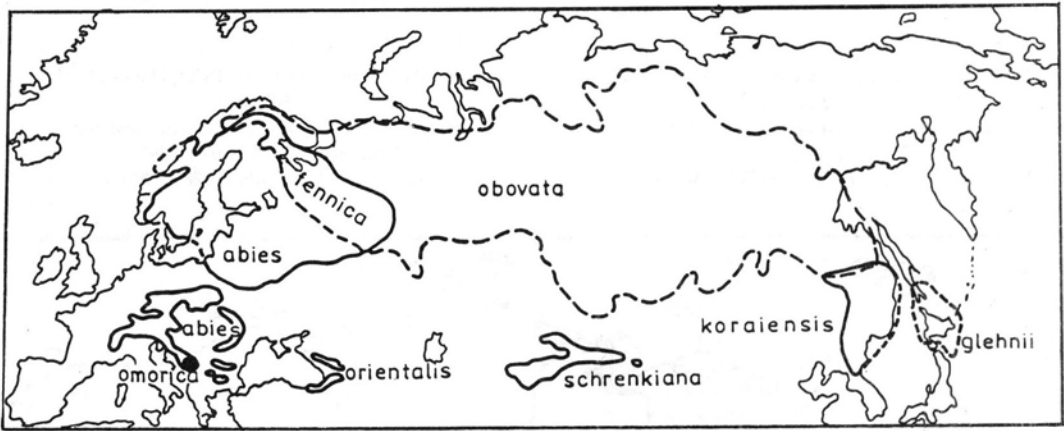 obovata
fennica
abies
abies
koraiensis
glehnii
omorica
orientalis
schrenkiana